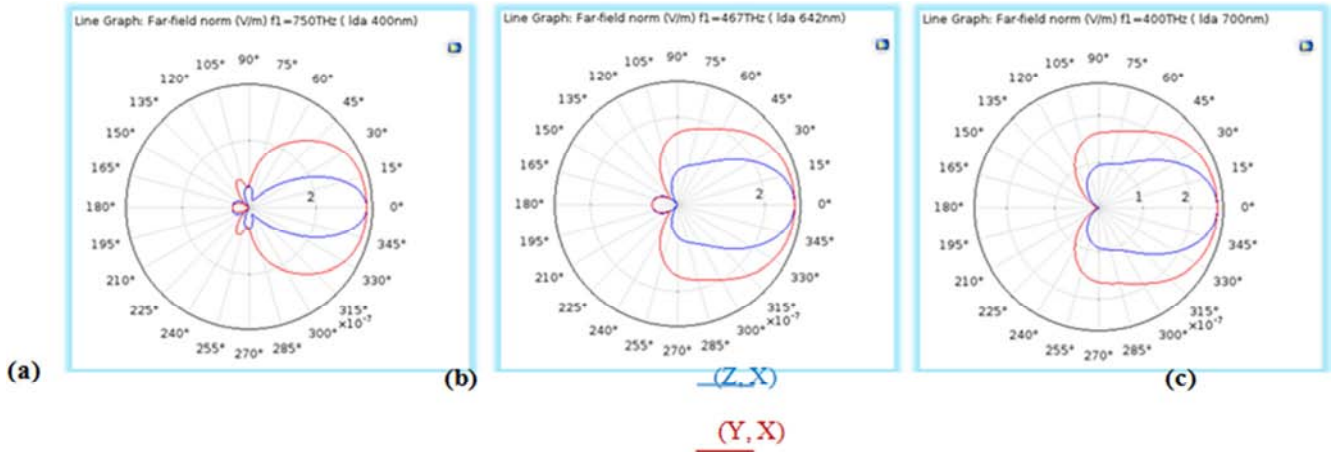 Line Graph: Far-field norm (V/m) f1=750THz ( lda 400nm)
90°
105° 75°
120° 60°
135° 45°
150° 30°
165° 15°
180° 2 0°
195° 345°
210° 330°
225° 315°
×10⁻⁷
240° 300°
255° 270° 285°
(a)
Line Graph: Far-field norm (V/m) f1=467THz ( lda 642nm)
90°
105° 75°
120° 60°
135° 45°
150° 30°
165° 15°
180° 2 0°
195° 345°
210° 330°
225° 315°
×10⁻⁷
240° 300°
255° 270° 285°
(b)
Line Graph: Far-field norm (V/m) f1=400THz ( lda 700nm)
90°
105° 75°
120° 60°
135° 45°
150° 30°
165° 15°
180° 1 2 0°
195° 345°
210° 330°
225° 315°
×10⁻⁷
240° 300°
255° 270° 285°
(c)
(Z, X)
(Y, X)